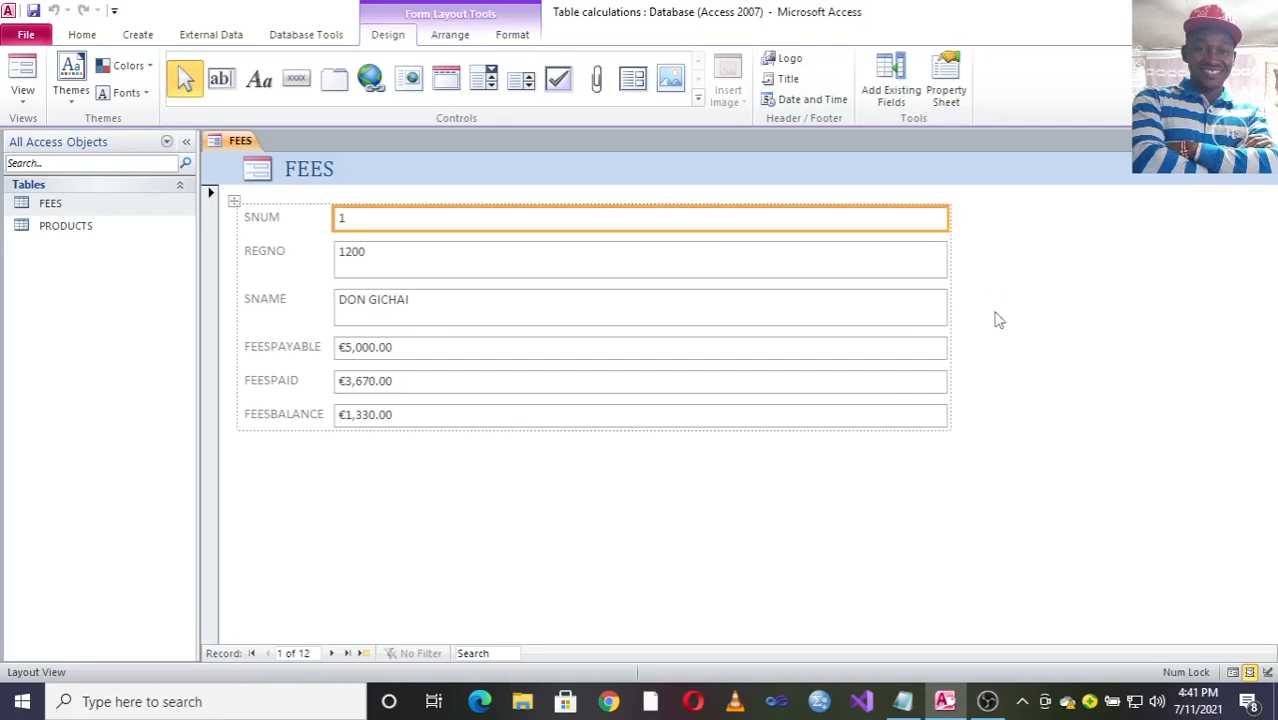 Form Layout Tools
Table calculations : Database (Access 2007) - Microsoft Access
File
Home
Create
External Data
Database Tools
Design
Arrange
Format
View
Views
Themes
Colors
Fonts
Themes
ab|
Aa
xxxx
Controls
Insert
Image
Logo
Title
Date and Time
Header / Footer
Add Existing
Fields
Property
Sheet
Tools
All Access Objects
Search...
Tables
FEES
PRODUCTS
FEES
FEES
SNUM 1
REGNO 1200
SNAME DON GICHAI
FEESPAYABLE €5,000.00
FEESPAID €3,670.00
FEESBALANCE €1,330.00
Record: 1 of 12 No Filter Search
Layout View
Num Lock
Type here to search
4:41 PM
7/11/2021
8